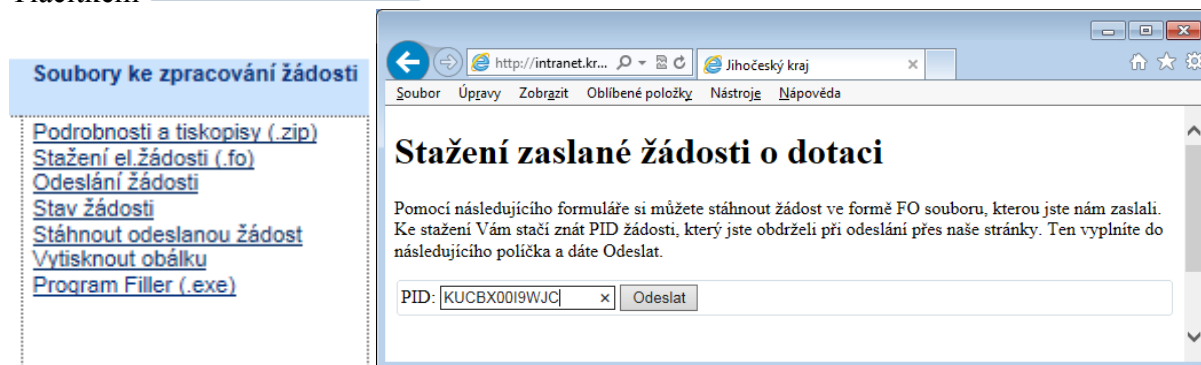 Soubory ke zpracování žádosti
Podrobnosti a tiskopisy (.zip)
Stažení el.žádosti (.fo)
Odeslání žádosti
Stav žádosti
Stáhnout odeslanou žádost
Vytisknout obálku
Program Filler (.exe)
http://intranet.kr...
Jihočeský kraj
Soubor Úpravy Zobrazit Oblíbené položky Nástroje Nápověda
Stažení zaslané žádosti o dotaci
Pomocí následujícího formuláře si můžete stáhnout žádost ve formě FO souboru, kterou jste nám zaslali.
Ke stažení Vám stačí znát PID žádosti, který jste obdrželi při odeslání přes naše stránky. Ten vyplníte do
následujícího políčka a dáte Odeslat.
PID: KUCBX00I9WJC Odeslat